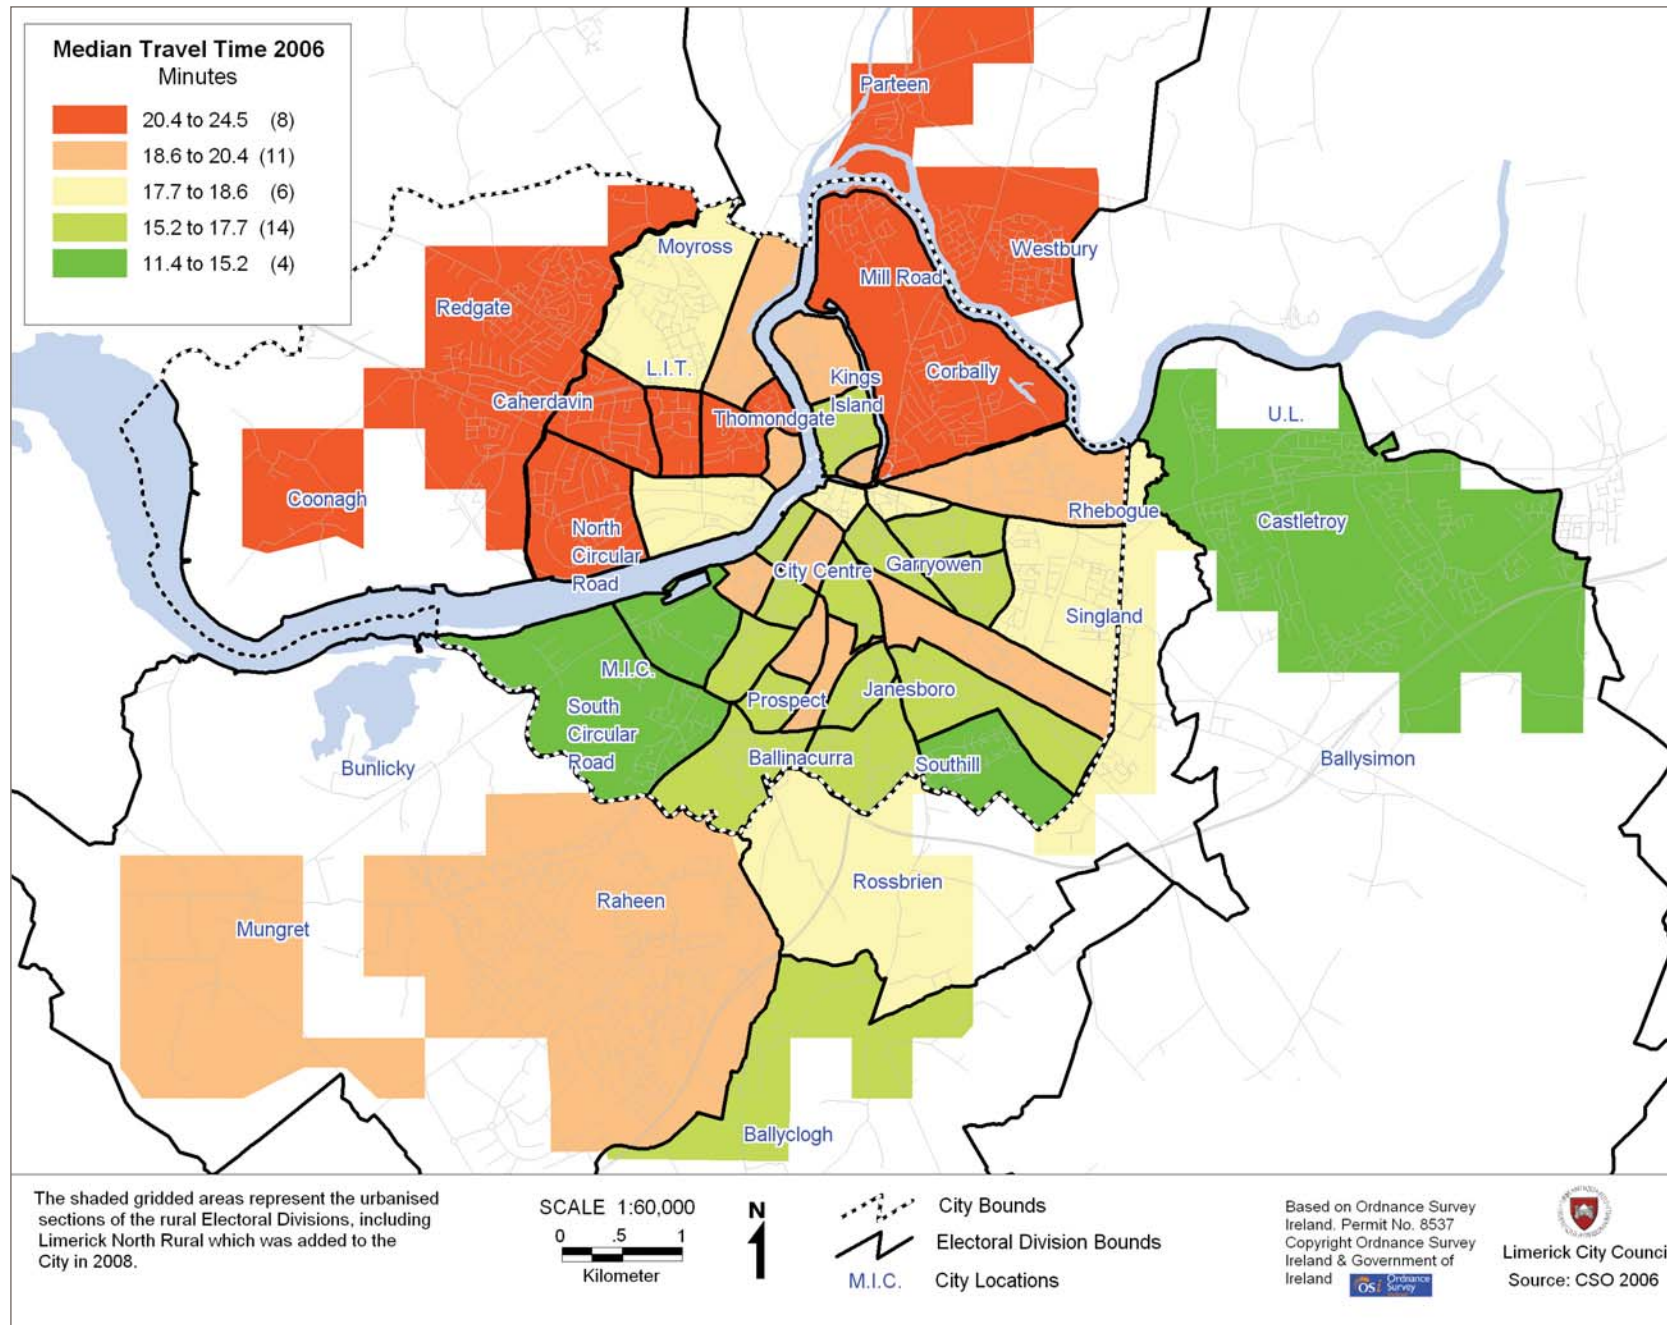 Median Travel Time 2006
Minutes
20.4 to 24.5 (8)
18.6 to 20.4 (11)
17.7 to 18.6 (6)
15.2 to 17.7 (14)
11.4 to 15.2 (4)
Parteen
Moyross
Westbury
Mill Road
Redgate
L.I.T.
Corbally
Kings
Island
Caherdavin
Thomondgate
U.L.
Coonagh
Rhebogue
Castletroy
North
Circular
Road
City Centre
Garryowen
Singland
M.I.C.
Prospect
Janesboro
South
Circular
Road
Ballinacurra
Southill
Bunlicky
Ballysimon
Rossbrien
Raheen
Mungret
Ballyclogh
The shaded gridded areas represent the urbanised
sections of the rural Electoral Divisions, including
Limerick North Rural which was added to the
City in 2008.
SCALE 1:60,000
0 .5 1
Kilometer
N
City Bounds
Electoral Division Bounds
M.I.C. City Locations
Based on Ordnance Survey
Ireland. Permit No. 8537
Copyright Ordnance Survey
Ireland & Government of
Ireland
OSi Ordnance
Survey
Limerick City Counci
Source: CSO 2006